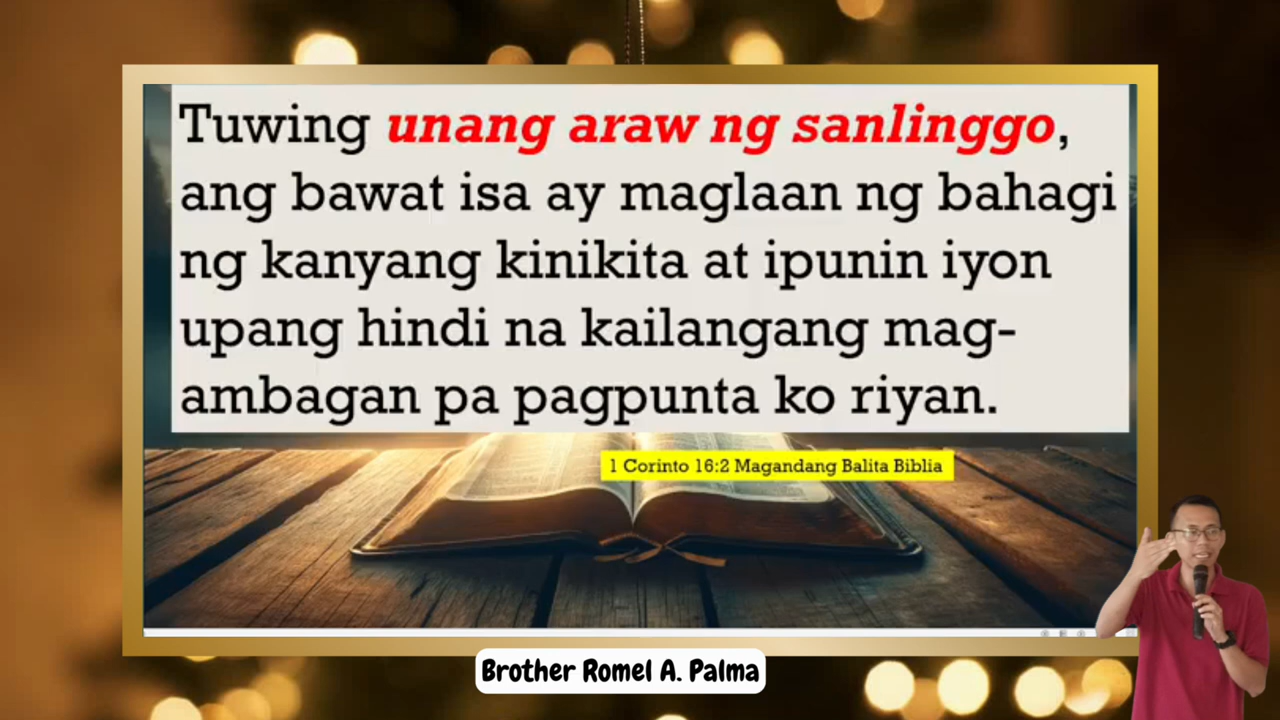 Tuwing unang araw ng sanlinggo,
ang bawat isa ay maglaan ng bahagi
ng kanyang kinikita at ipunin iyon
upang hindi na kailangang mag-
ambagan pa pagpunta ko riyan.
1 Corinto 16:2 Magandang Balita Biblia
Brother Romel A. Palma